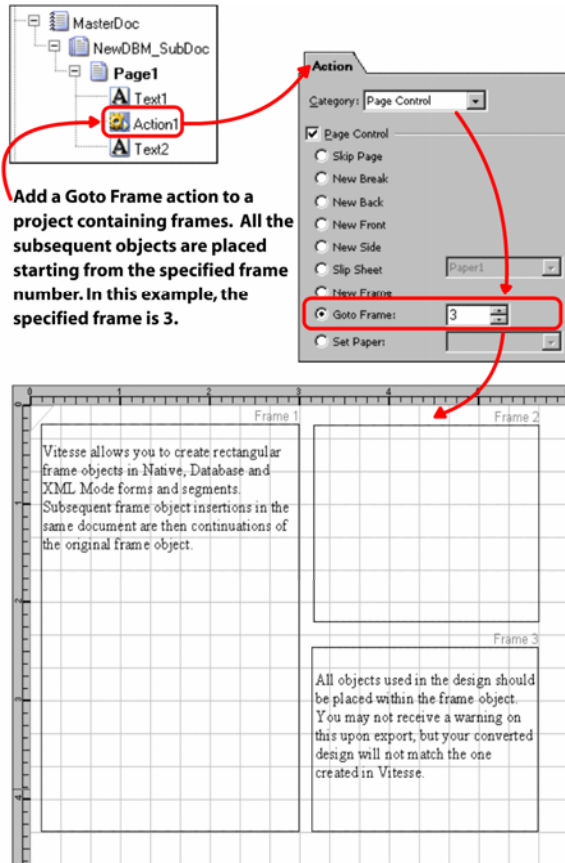 MasterDoc
NewDBM_SubDoc
Page1
Text1
Action1
Text2
Add a Goto Frame action to a
project containing frames. All the
subsequent objects are placed
starting from the specified frame
number. In this example, the
specified frame is 3.
Action
Category: Page Control
Page Control
Skip Page
New Break
New Back
New Front
New Side
Slip Sheet Paper1
New Frame
Goto Frame: 3
Set Paper:
0 1 2 3 4
Frame 1
Vitesse allows you to create rectangular
frame objects in Native, Database and
XML Mode forms and segments.
Subsequent frame object insertions in the
same document are then continuations of
the original frame object.
Frame 2
Frame 3
All objects used in the design should
be placed within the frame object.
You may not receive a warning on
this upon export, but your converted
design will not match the one
created in Vitesse.
1
2
3
4